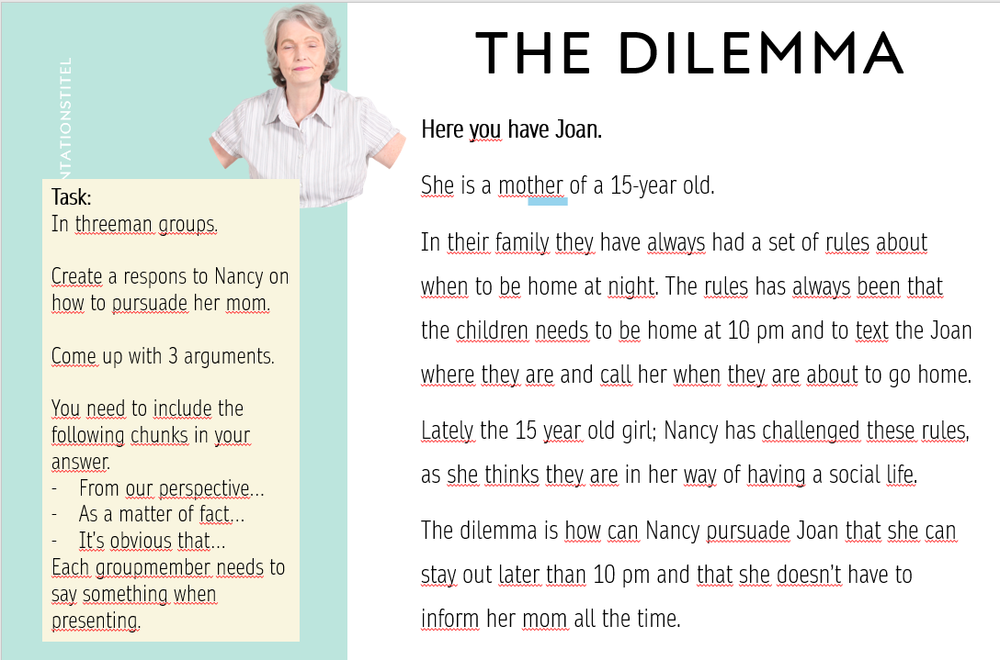 NTATIONSTITEL
Task:
In threeman groups.
Create a respons to Nancy on
how to pursuade her mom.
Come up with 3 arguments.
You need to include the
following chunks in your
answer.
- From our perspective...
- As a matter of fact...
- It's obvious that...
Each groupmember needs to
say something when
presenting.
THE DILEMMA
Here you have Joan.
She is a mother of a 15-year old.
In their family they have always had a set of rules about
when to be home at night. The rules has always been that
the children needs to be home at 10 pm and to text the Joan
where they are and call her when they are about to go home.
Lately the 15 year old girl; Nancy has challenged these rules,
as she thinks they are in her way of having a social life.
The dilemma is how can Nancy pursuade Joan that she can
stay out later than 10 pm and that she doesn't have to
inform her mom all the time.